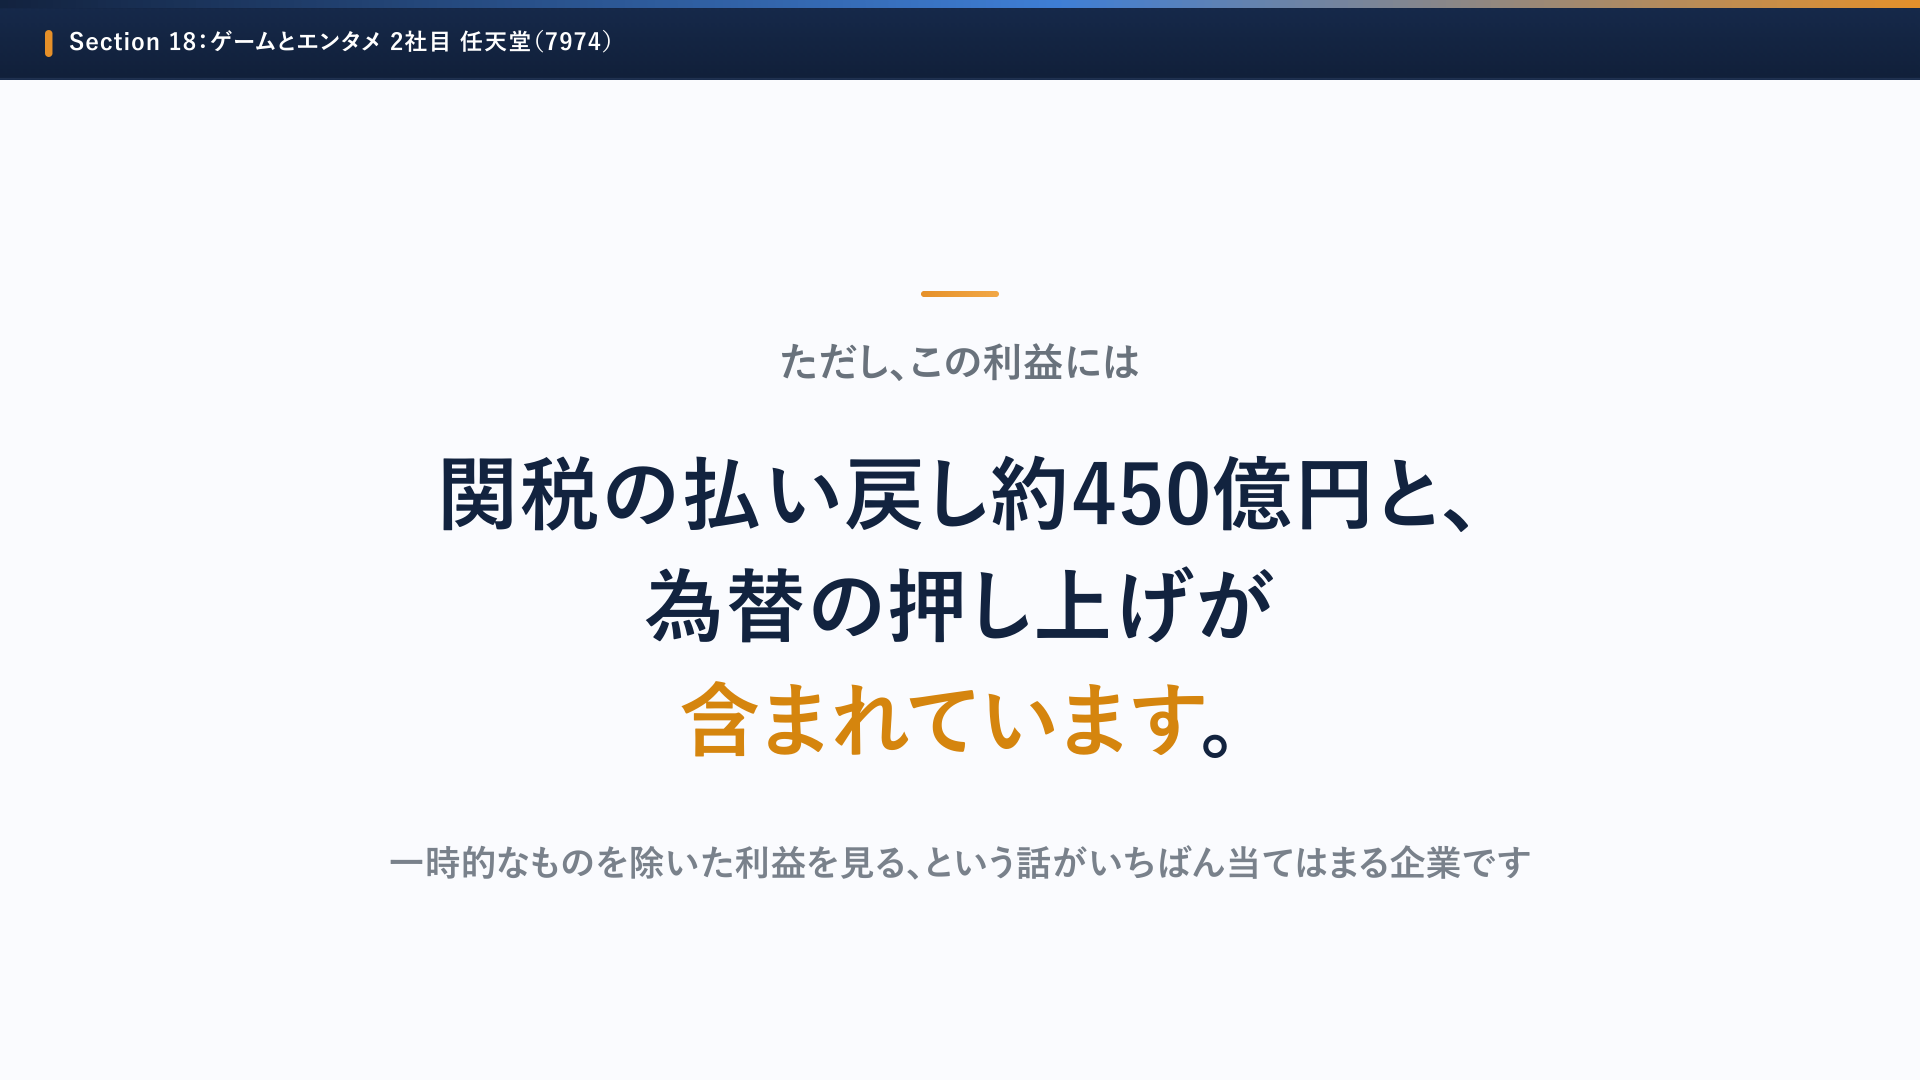 Section 18：ゲームとエンタメ 2社目 任天堂（7974）
ただし、この利益には
関税の払い戻し約450億円と、
為替の押し上げが
含まれています。
一時的なものを除いた利益を見る、という話がいちばん当てはまる企業です